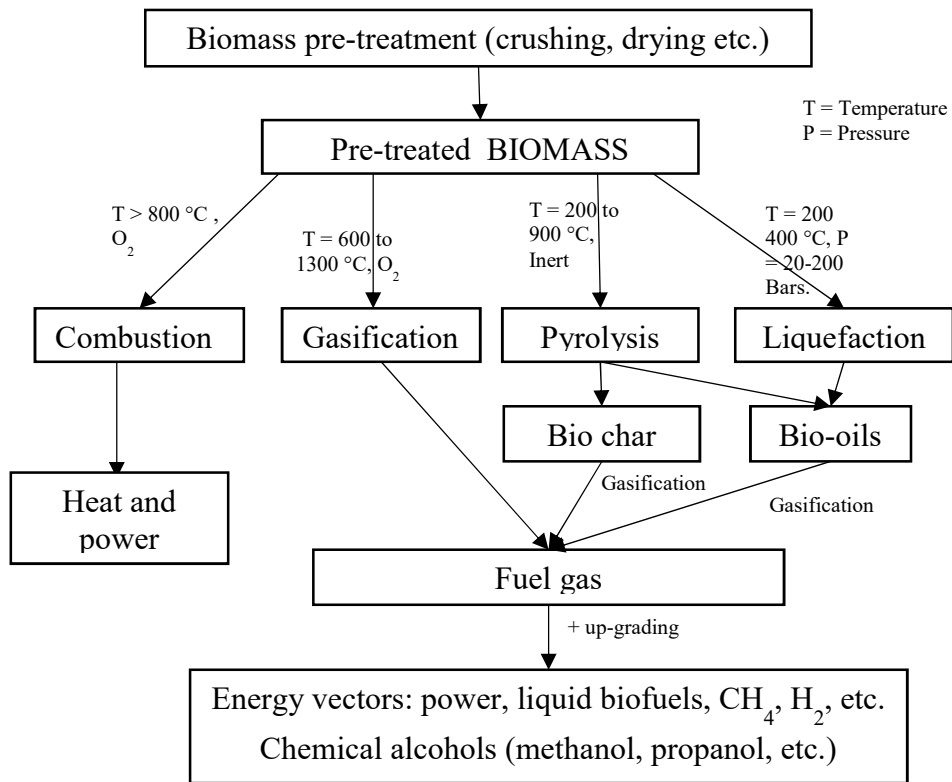 Biomass pre-treatment (crushing, drying etc.)
T = Temperature
P = Pressure
Pre-treated BIOMASS
T > 800 °C ,
O₂
T = 600 to
1300 °C, O₂
T = 200 to
900 °C,
Inert
T = 200
400 °C, P
= 20-200
Bars.
Combustion
Gasification
Pyrolysis
Liquefaction
Bio char
Bio-oils
Heat and
power
Gasification
Gasification
Fuel gas
+ up-grading
Energy vectors: power, liquid biofuels, CH₄, H₂, etc.
Chemical alcohols (methanol, propanol, etc.)